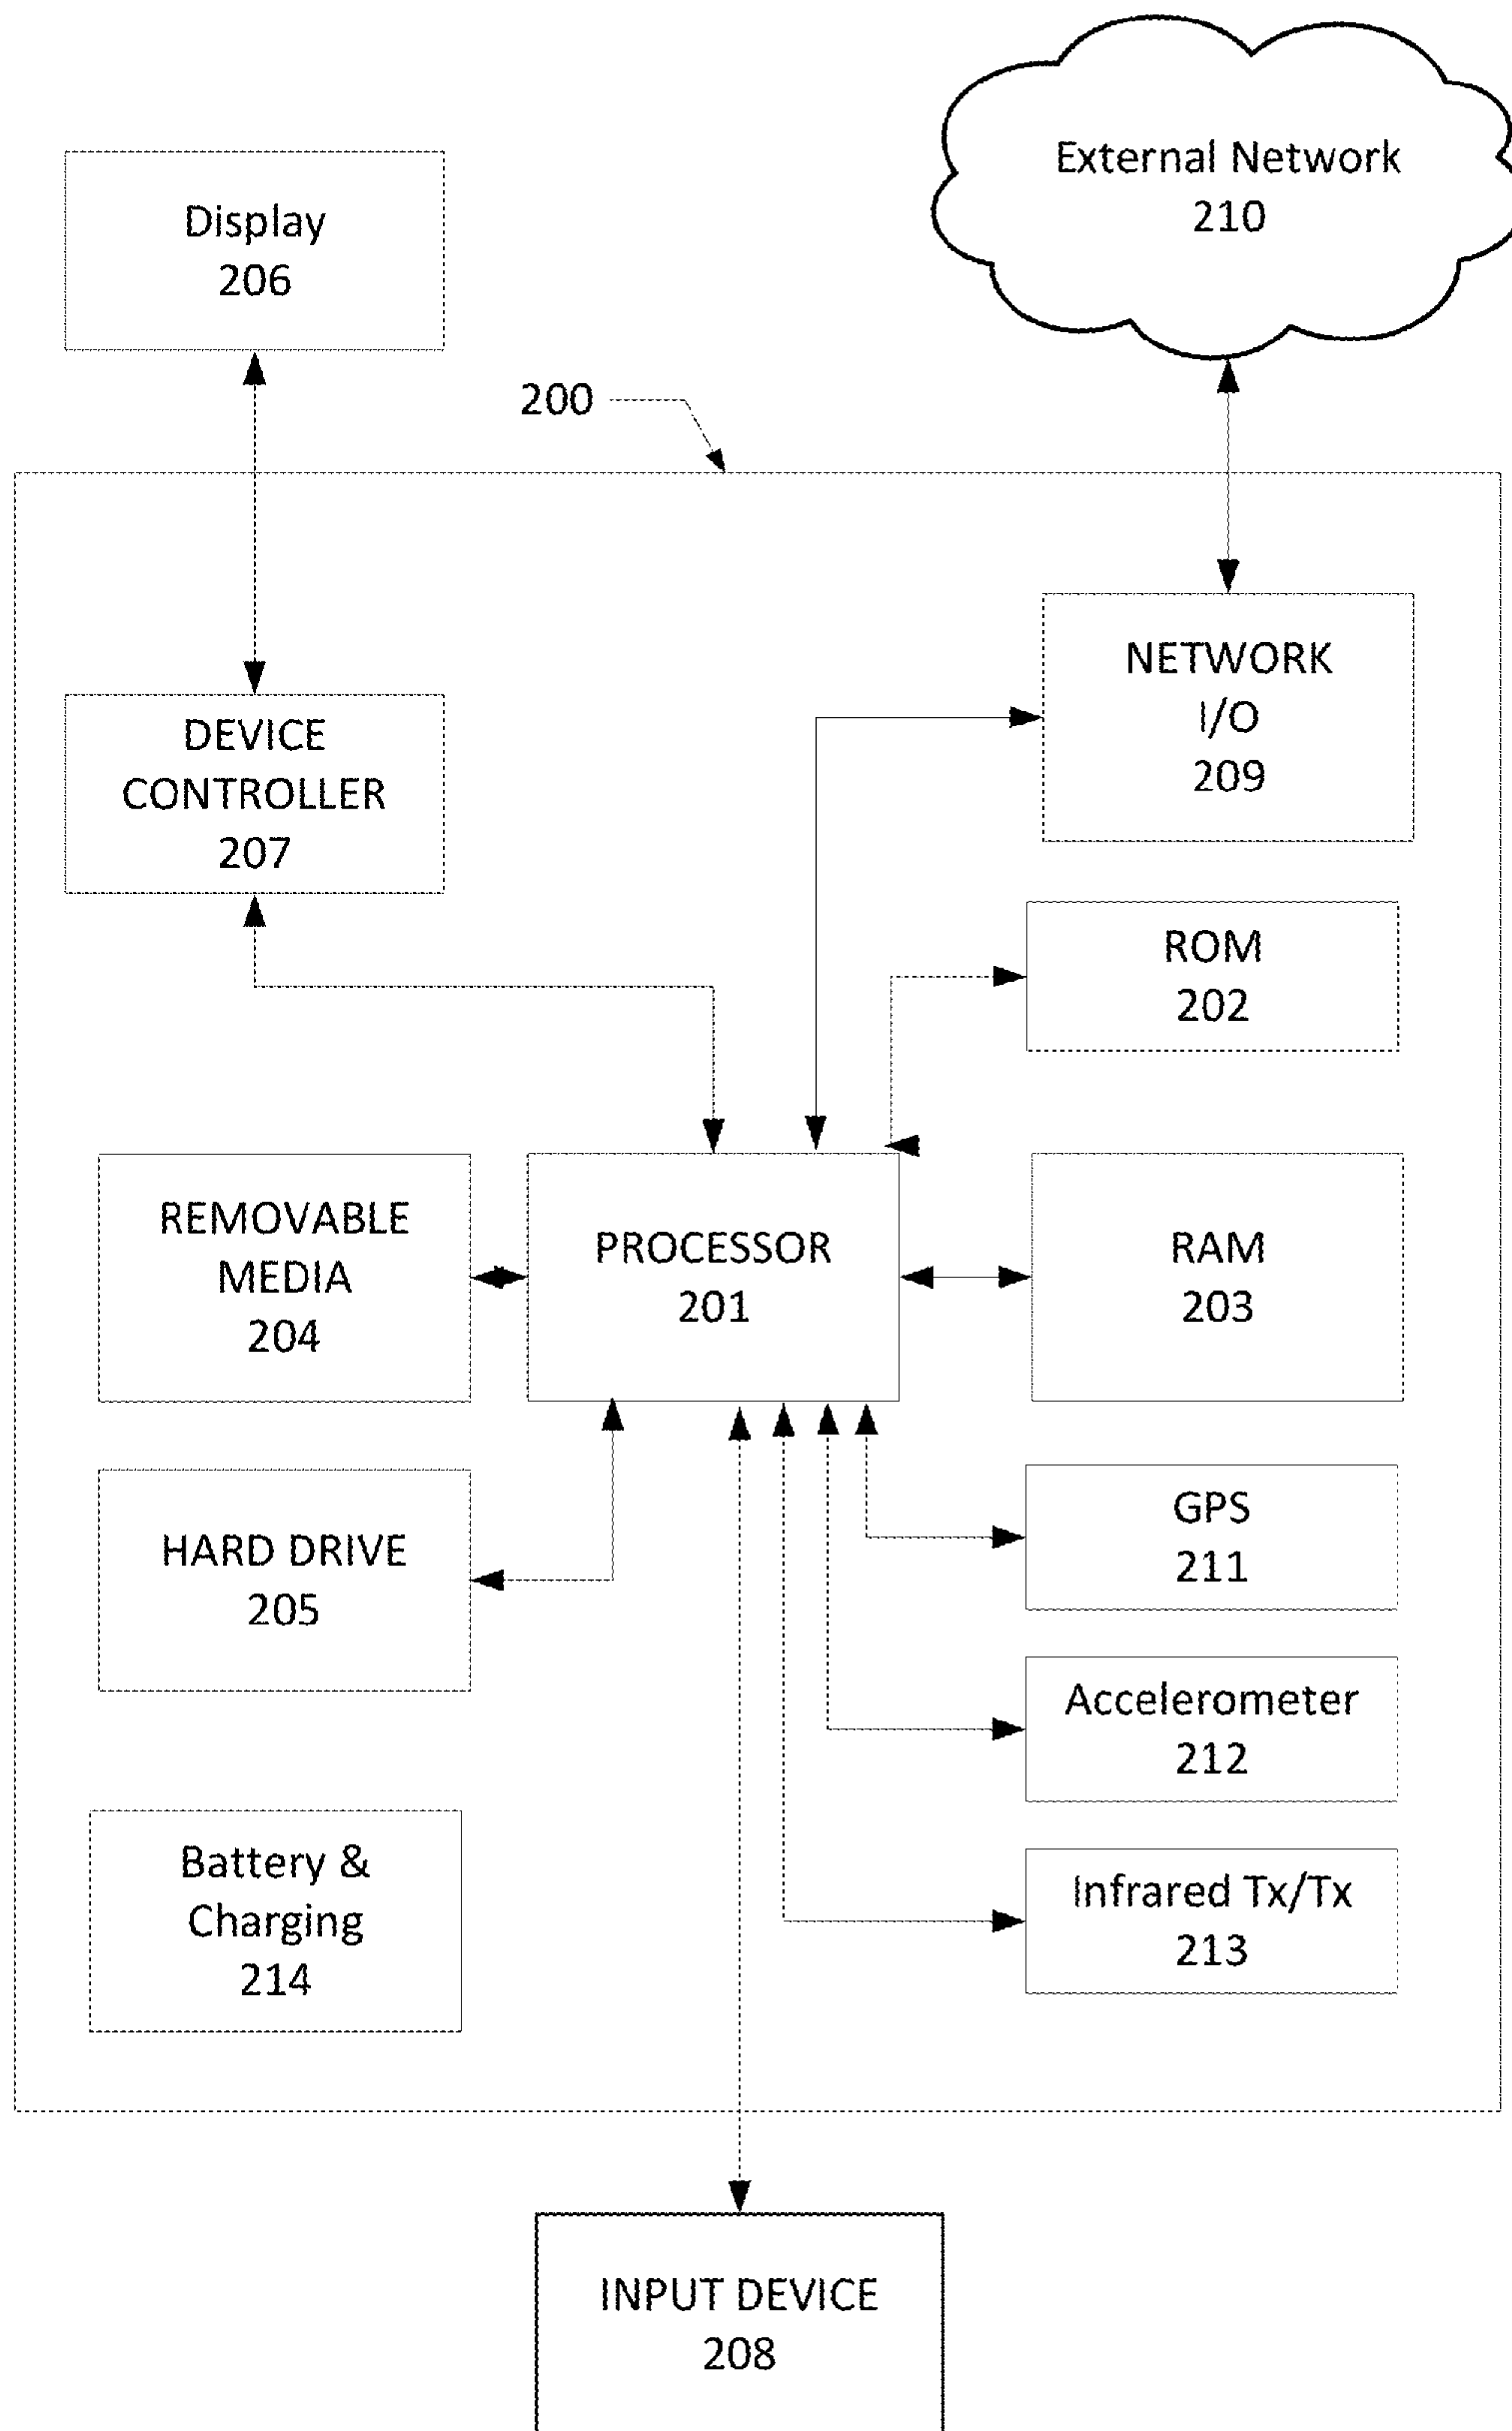 External Network
210
Display
206
200
NETWORK
I/O
209
DEVICE
CONTROLLER
207
ROM
202
REMOVABLE
MEDIA
204
PROCESSOR
201
RAM
203
HARD DRIVE
205
GPS
211
Accelerometer
212
Battery &
Charging
214
Infrared Tx/Tx
213
INPUT DEVICE
208